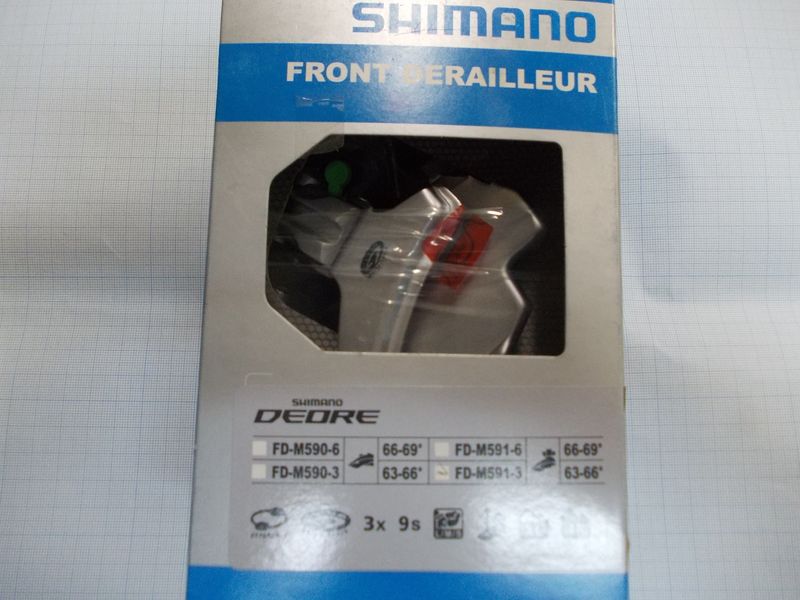 SHIMANO
FRONT DERAILLEUR
SHIMANO
DEORE
FD-M590-6 66-69° FD-M591-6 66-69°
FD-M590-3 63-66° FD-M591-3 63-66°
3x 9s